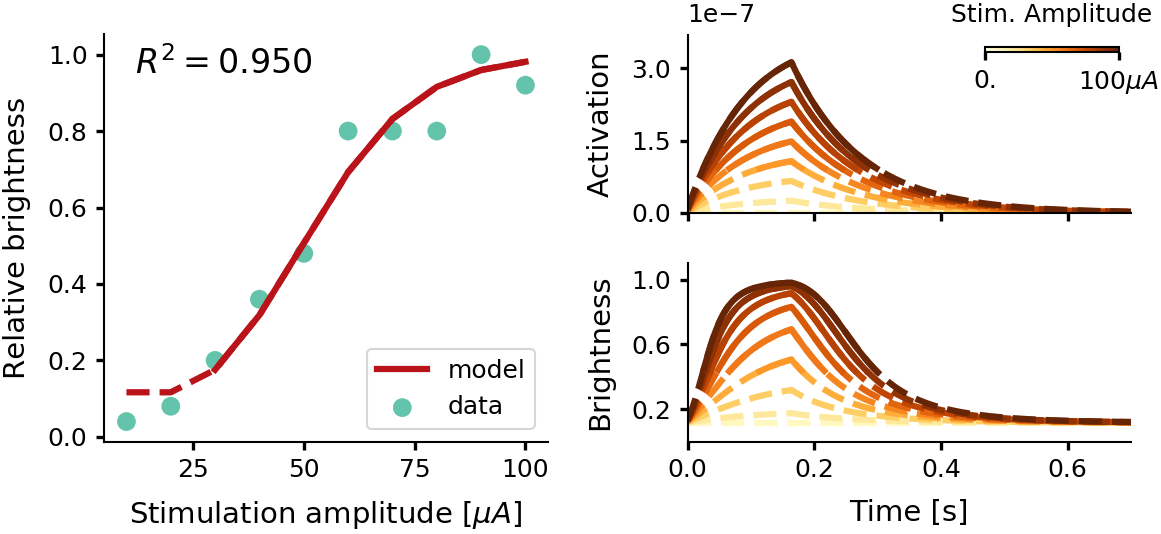 R² = 0.950
Relative brightness
1.0
0.8
0.6
0.4
0.2
0.0
model
data
25 50 75 100
Stimulation amplitude [μA]
1e−7
Stim. Amplitude
0. 100μA
Activation
3.0
1.5
0.0
Brightness
1.0
0.6
0.2
0.0 0.2 0.4 0.6
Time [s]